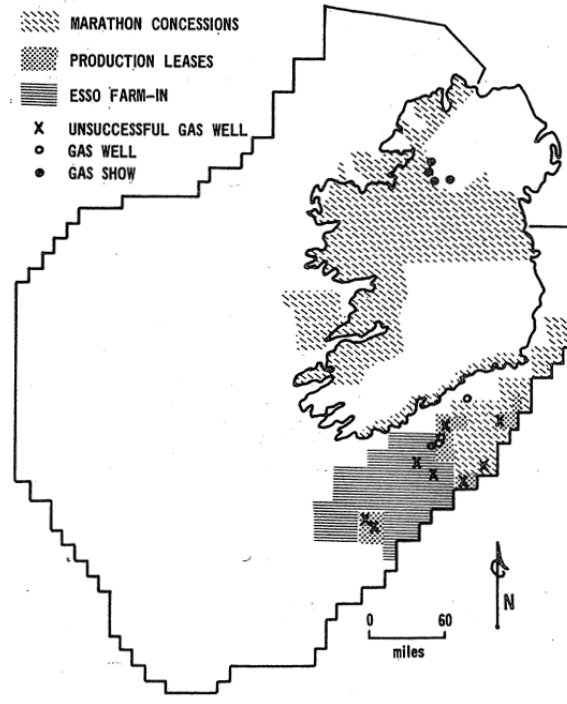 MARATHON CONCESSIONS
PRODUCTION LEASES
ESSO FARM-IN
X UNSUCCESSFUL GAS WELL
GAS WELL
GAS SHOW
N
0 60
miles